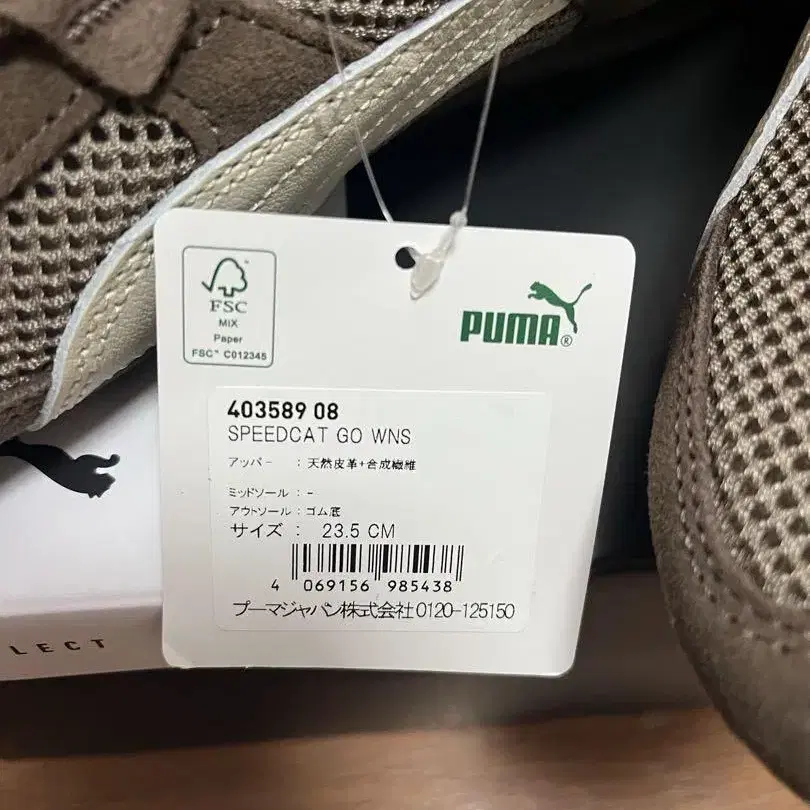 FSC
MIX
Paper
FSC™ C012345
PUMA®
403589 08
SPEEDCAT GO WNS
アッパー : 天然皮革+合成繊維
ミッドソール : -
アウトソール : ゴム底
サイズ : 23.5 CM
4 069156 985438
プーマジャパン株式会社 0120-125150
LECT